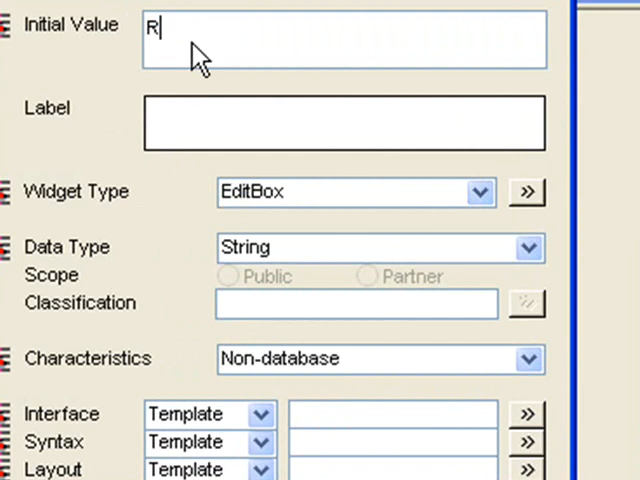 Initial Value R
Label
Widget Type EditBox »
Data Type String
Scope Public Partner
Classification
Characteristics Non-database
Interface Template »
Syntax Template »
Layout Template »